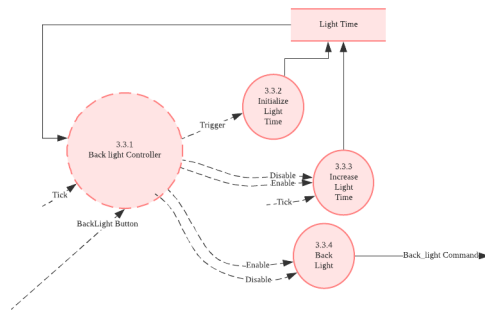 Light Time
3.3.2
Initialize
Light
Time
Trigger
3.3.1
Back light Controller
Disable
Enable
3.3.3
Increase
Light
Time
Tick
Tick
BackLight Button
3.3.4
Back
Light
Enable
Disable
Back_light Command